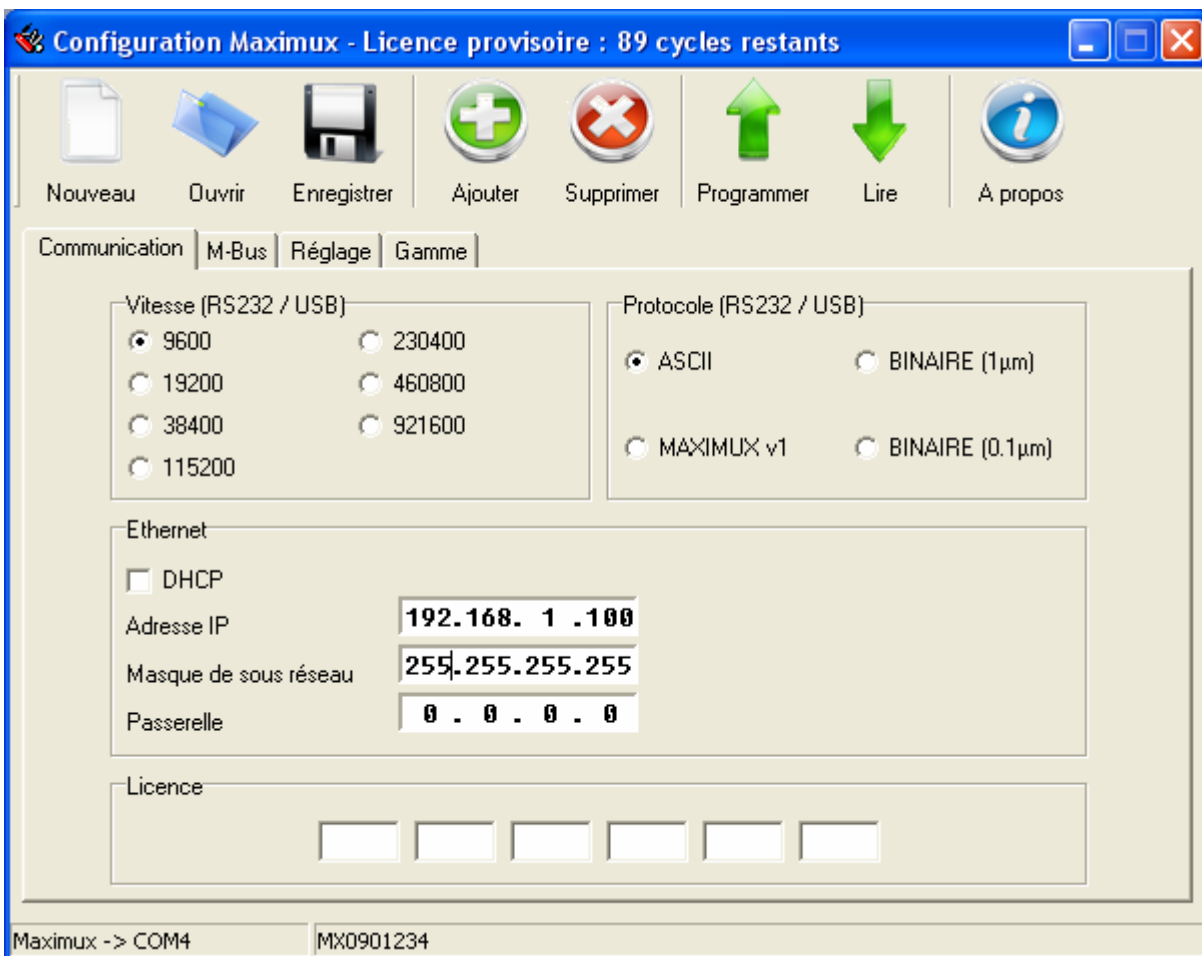 Configuration Maximux - Licence provisoire : 89 cycles restants
Nouveau Ouvrir Enregistrer Ajouter Supprimer Programmer Lire A propos
Communication M-Bus Réglage Gamme
Vitesse (RS232 / USB) Protocole (RS232 / USB)
9600 230400 ASCII BINAIRE (1µm)
19200 460800
38400 921600 MAXIMUX v1 BINAIRE (0.1µm)
115200
Ethernet
DHCP
Adresse IP 192.168. 1 .100
Masque de sous réseau 255.255.255.255
Passerelle 0 . 0 . 0 . 0
Licence
Maximux -> COM4 MX0901234